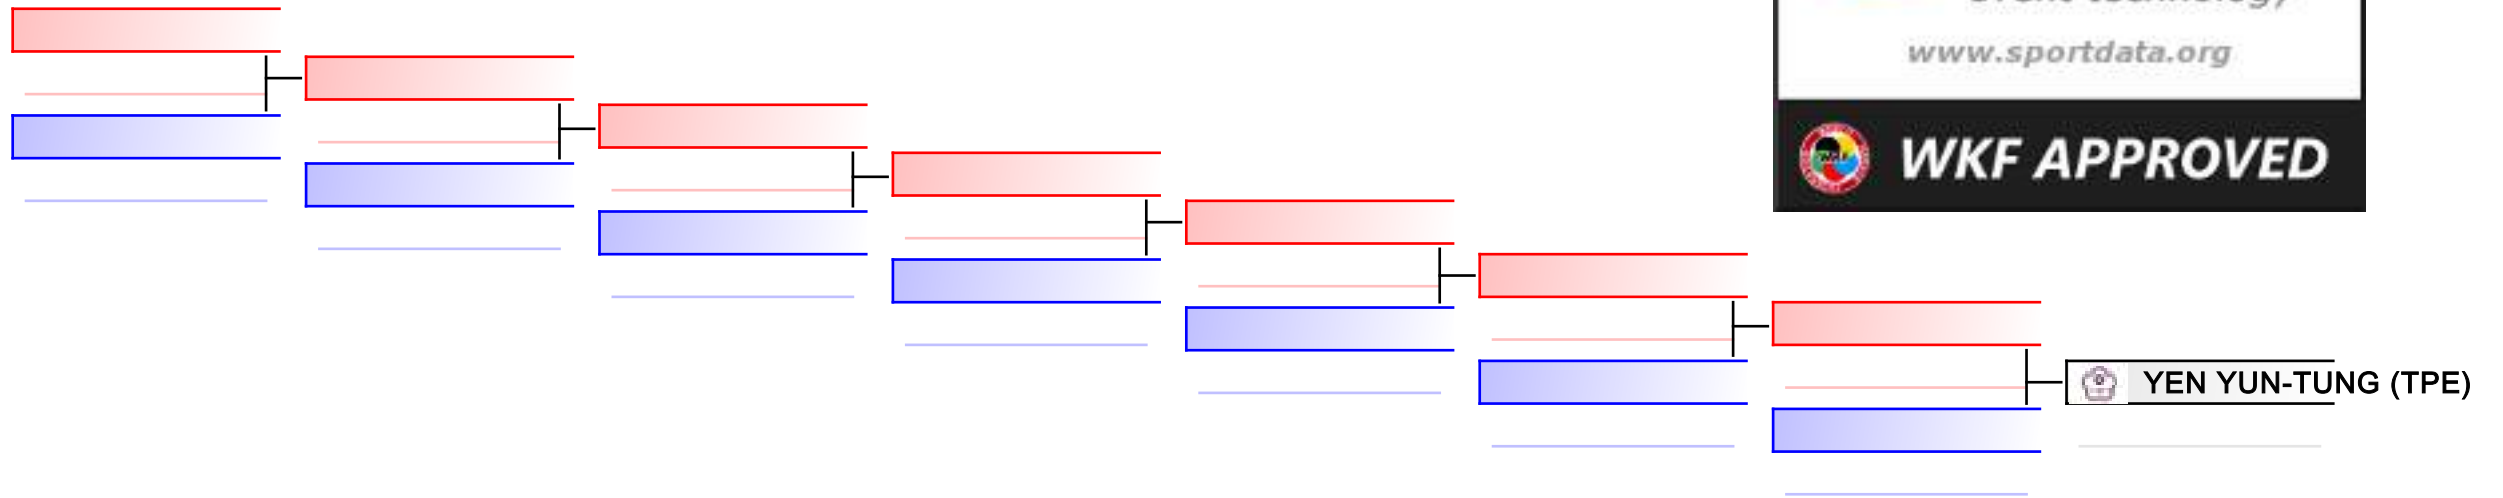 www.sportdata.org
WKF APPROVED
YEN YUN-TUNG (TPE)